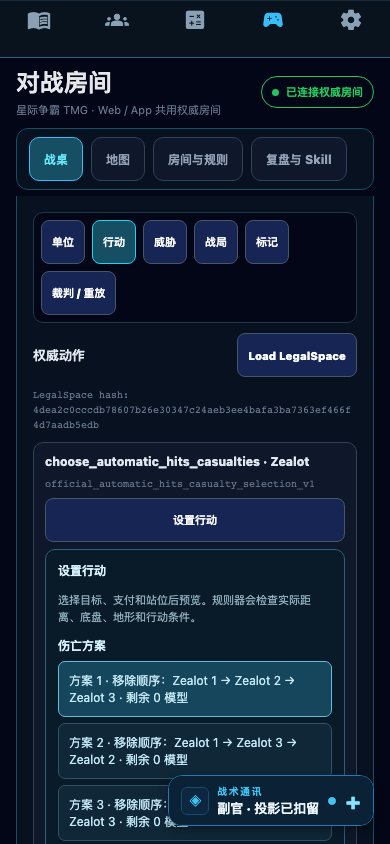 对战房间
已连接权威房间
星际争霸 TMG · Web / App 共用权威房间
战桌
地图
房间与规则
复盘与 Skill
单位
行动
威胁
战局
标记
裁判 / 重放
权威动作
Load LegalSpace
LegalSpace hash:
4dea2c0cccdb78607b26e30347c24aeb3ee4bafa3ba7363ef466f
4d7aadb5edb
choose_automatic_hits_casualties · Zealot
official_automatic_hits_casualty_selection_v1
设置行动
设置行动
选择目标、支付和站位后预览。规则器会检查实际距
离、底盘、地形和行动条件。
伤亡方案
方案 1 · 移除顺序：Zealot 1 → Zealot 2 →
Zealot 3 · 剩余 0 模型
方案 2 · 移除顺序：Zealot 1 → Zealot 3 →
Zealot 2 · 剩余 0 模
方案 3 · 移除顺
Zealot 3 · 剩余 0
战术通讯
副官 · 投影已扣留